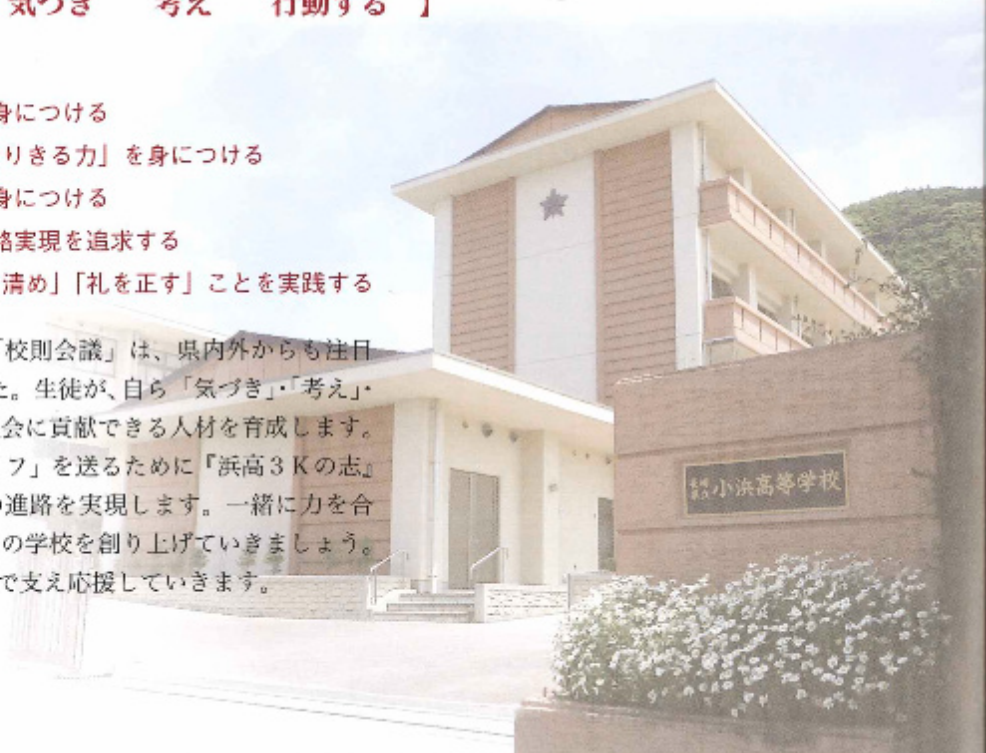 気づき 考え 行動する 】
身につける
りきる力」を身につける
身につける
路実現を追求する
清め」「礼を正す」ことを実践する
「校則会議」は、県内外からも注目
た。生徒が、自ら「気づき」・「考え」・
会に貢献できる人材を育成します。
フ」を送るために『浜高3Kの志』
の進路を実現します。一緒に力を合
の学校を創り上げていきましょう。
で支え応援していきます。
長崎県立 小浜高等学校